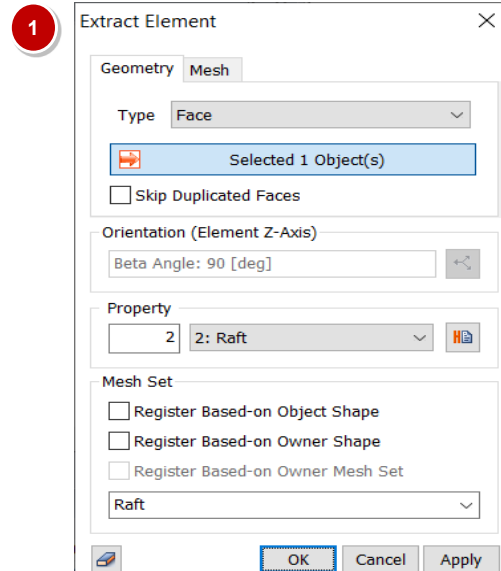 1
Extract Element
Geometry Mesh
Type Face
Selected 1 Object(s)
Skip Duplicated Faces
Orientation (Element Z-Axis)
Beta Angle: 90 [deg]
Property
2 2: Raft
Mesh Set
Register Based-on Object Shape
Register Based-on Owner Shape
Register Based-on Owner Mesh Set
Raft
OK Cancel Apply